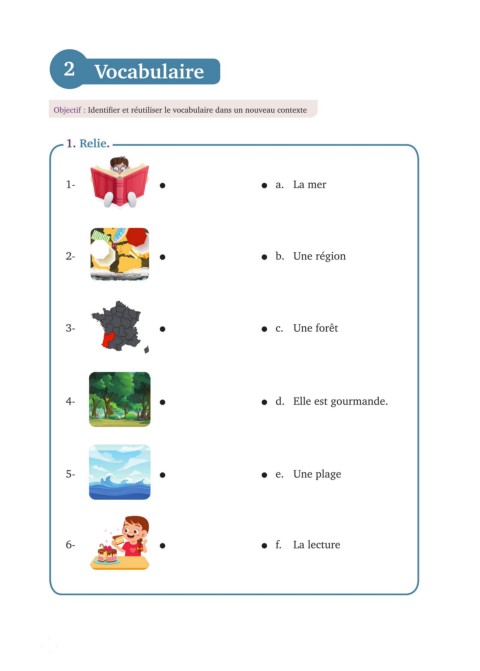 2 Vocabulaire
Objectif : Identifier et réutiliser le vocabulaire dans un nouveau contexte
1. Relie.
1- • • a. La mer
2- • • b. Une région
3- • • c. Une forêt
4- • • d. Elle est gourmande.
5- • • e. Une plage
6- • • f. La lecture